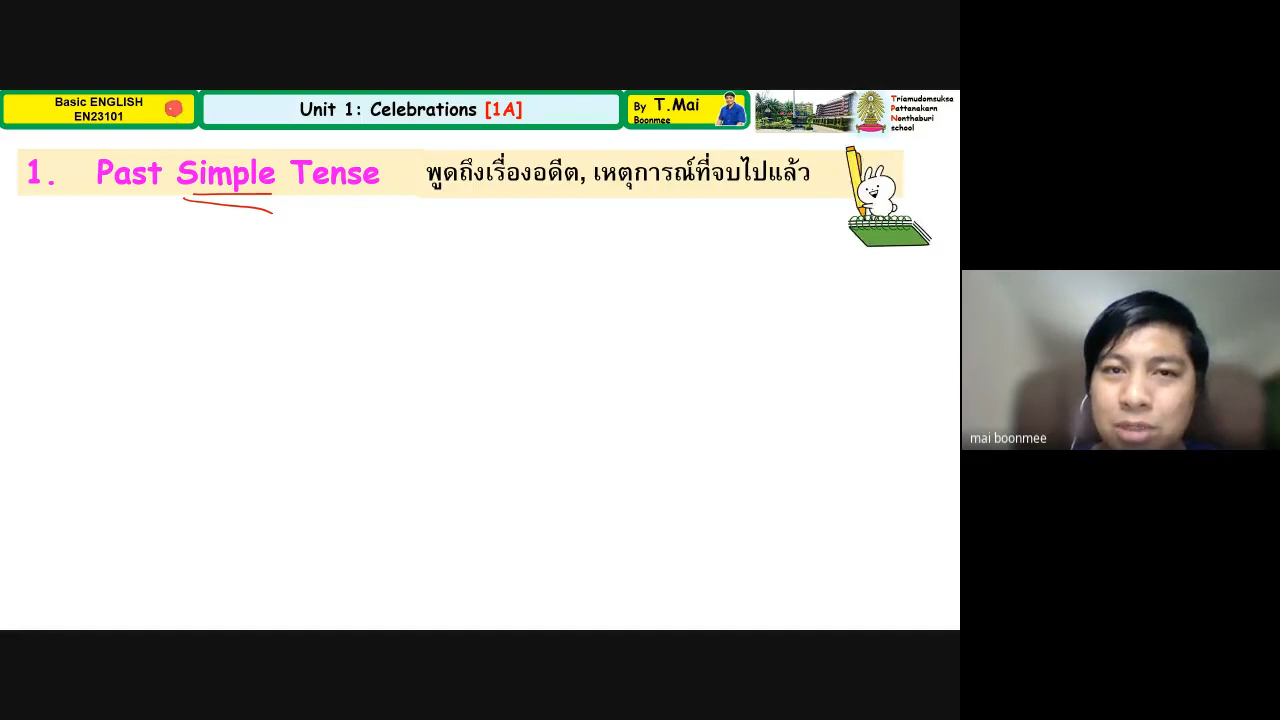 Basic ENGLISH
EN23101
Unit 1: Celebrations [1A]
By T.Mai
Boonmee
Triamudomsuksa
Pattanakarn
Nonthaburi
school
1. Past Simple Tense พูดถึงเรื่องอดีต, เหตุการณ์ที่จบไปแล้ว
mai boonmee